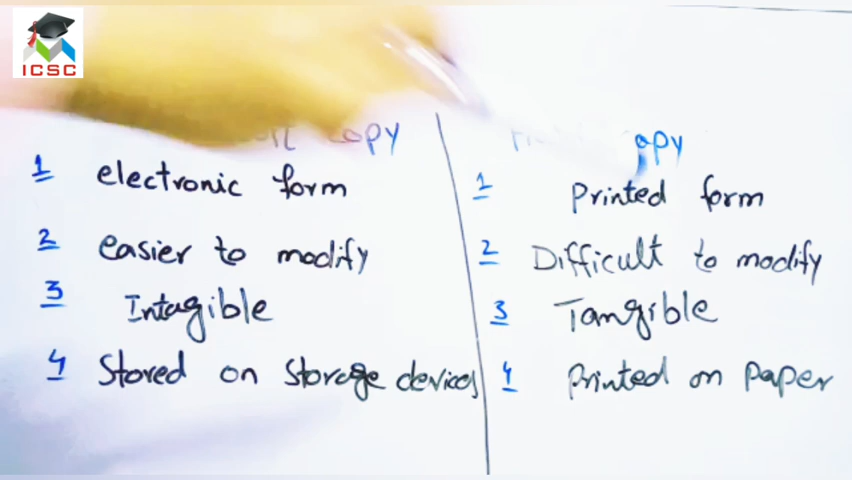 ICSC
Copy
1 electronic form
2 easier to modify
3 Intagible
4 Stored on Storage devices
1 Printed form
2 Difficult to modify
3 Tangible
4 Printed on paper